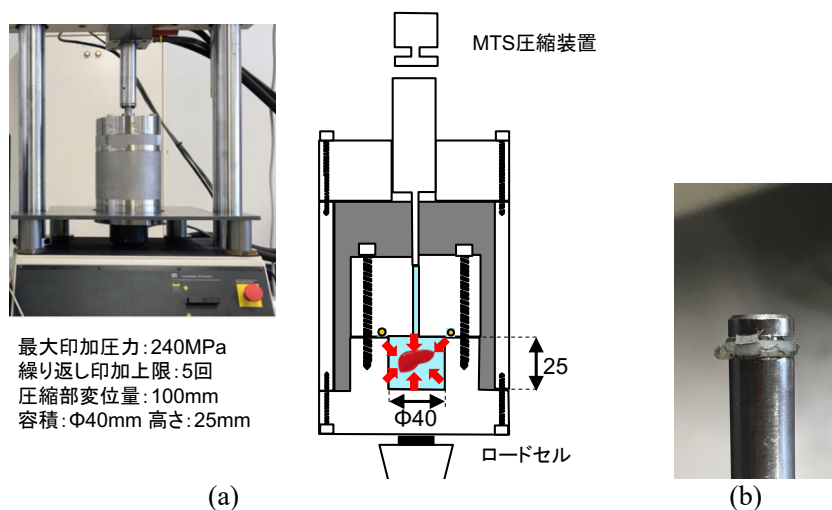 MTS圧縮装置
最大印加圧力：240MPa
繰り返し印加上限：5回
圧縮部変位量：100mm
容積：Φ40mm 高さ：25mm
25
Φ40
ロードセル
(a)
(b)